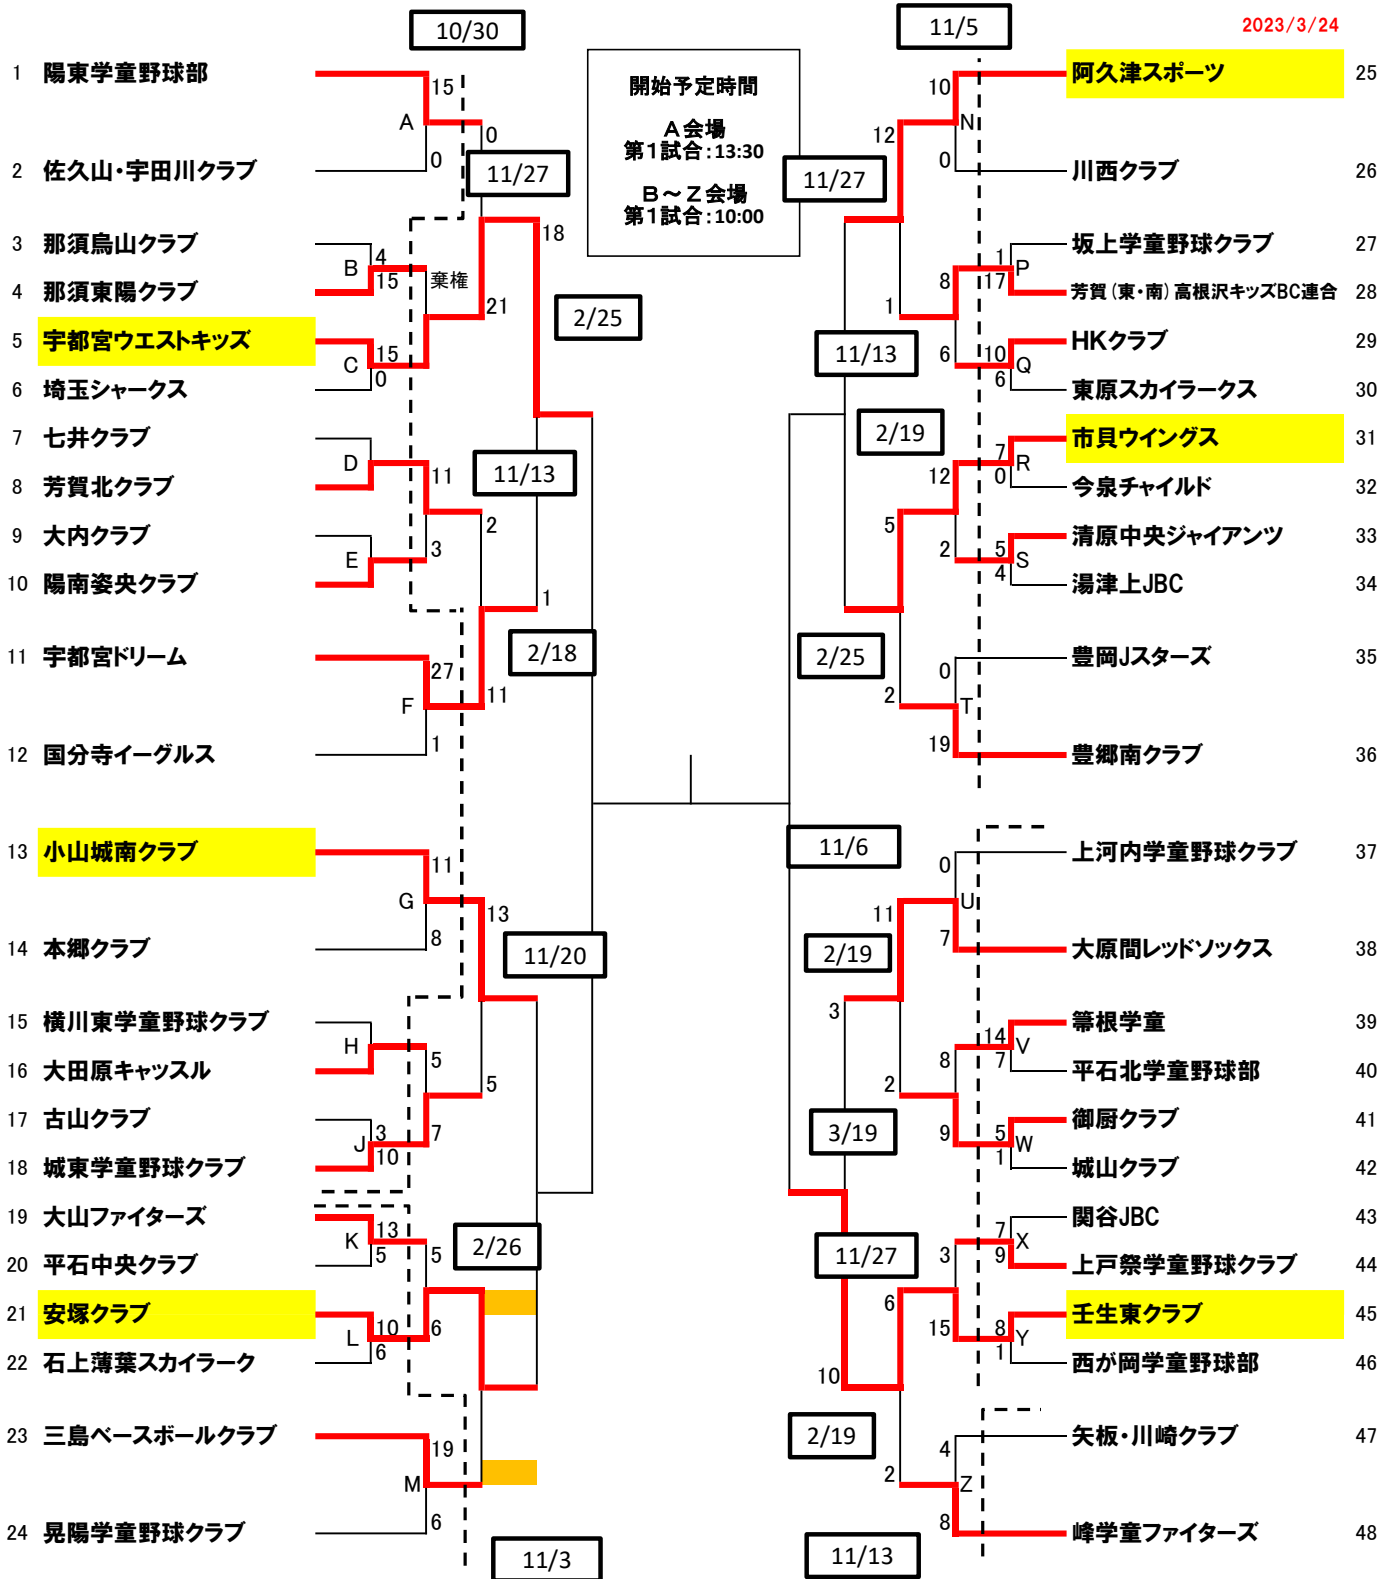 10/30
11/5
2023/3/24
1 陽東学童野球部
15
開始予定時間
10
阿久津スポーツ 25
A
0
A会場
第1試合:13:30
12
N
2 佐久山・宇田川クラブ
0
11/27
11/27
0
川西クラブ 26
B～Z会場
第1試合:10:00
3 那須烏山クラブ
4
18
坂上学童野球クラブ 27
B
15
棄権
8
1
P
4 那須東陽クラブ
21
1
17
芳賀(東・南)高根沢キッズBC連合 28
2/25
5 宇都宮ウエストキッズ
15
11/13
6
10
HKクラブ 29
C
0
Q
6 埼玉シャークス
6
東原スカイラークス 30
7 七井クラブ
2/19
7
市貝ウイングス 31
D
11
11/13
12
R
8 芳賀北クラブ
0
今泉チャイルド 32
9 大内クラブ
2
5
清原中央ジャイアンツ 33
E
3
2
5
S
10 陽南姿央クラブ
4
湯津上JBC 34
1
11 宇都宮ドリーム
27
2/18
2/25
0
豊岡Jスターズ 35
F
11
2
T
12 国分寺イーグルス
1
19
豊郷南クラブ 36
13 小山城南クラブ
11
11/6
0
上河内学童野球クラブ 37
G
13
11
U
14 本郷クラブ
8
11/20
2/19
7
大原間レッドソックス 38
15 横川東学童野球クラブ
3
14
箒根学童 39
H
5
8
V
16 大田原キャッスル
5
2
7
平石北学童野球部 40
17 古山クラブ
3
7
3/19
9
5
御厨クラブ 41
J
10
W
18 城東学童野球クラブ
1
城山クラブ 42
19 大山ファイターズ
13
7
関谷JBC 43
K
5
2/26
11/27
3
X
20 平石中央クラブ
5
9
上戸祭学童野球クラブ 44
21 安塚クラブ
10
6
6
15
8
壬生東クラブ 45
L
Y
22 石上薄葉スカイラーク
6
10
1
西が岡学童野球部 46
23 三島ベースボールクラブ
19
2/19
4
矢板・川崎クラブ 47
M
2
Z
24 晃陽学童野球クラブ
6
8
峰学童ファイターズ 48
11/3
11/13